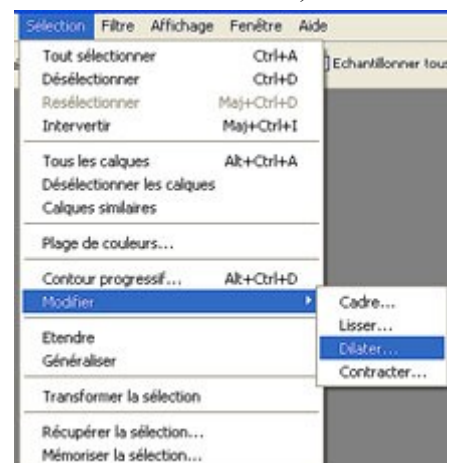 Sélection Filtre Affichage Fenêtre Aide
Echantillonner tous
Tout sélectionner Ctrl+A
Désélectionner Ctrl+D
Resélectionner Maj+Ctrl+D
Intervertir Maj+Ctrl+I
Tous les calques Alt+Ctrl+A
Désélectionner les calques
Calques similaires
Plage de couleurs...
Contour progressif... Alt+Ctrl+D
Modifier
Cadre...
Lisser...
Dilater...
Contracter...
Etendre
Généraliser
Transformer la sélection
Récupérer la sélection...
Mémoriser la sélection...